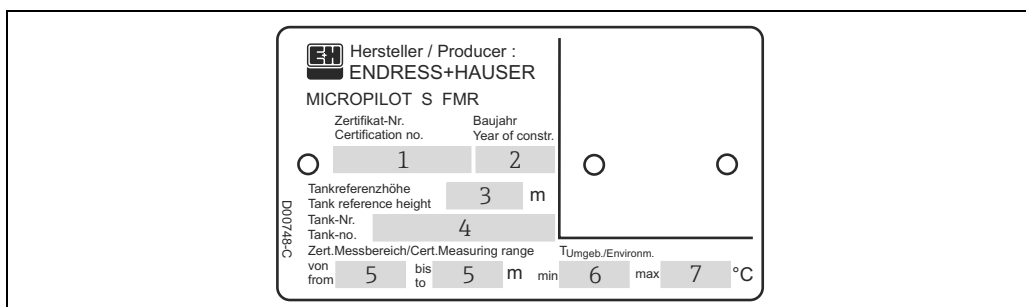 EH Hersteller / Producer :
ENDRESS+HAUSER
MICROPILOT S FMR
Zertifikat-Nr. Baujahr
Certification no. Year of constr.
1 2
Tankreferenzhöhe
Tank reference height 3 m
Tank-Nr.
Tank-no. 4
D00748-C
Zert.Messbereich/Cert.Measuring range TUmgeb./Environm.
von bis
from 5 to 5 m min 6 max 7 °C